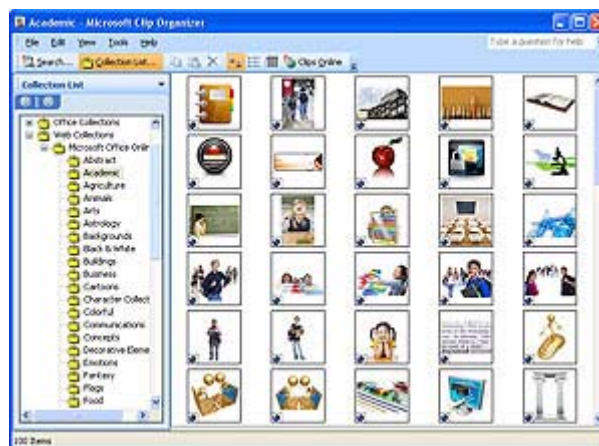 Academic - Microsoft Clip Organizer
File Edit View Tools Help
Type a question for help
Search... Collection List... Clips Online
Collection List
Office Collections
Web Collections
Microsoft Office Onlin
Abstract
Academic
Agriculture
Animals
Arts
Astrology
Backgrounds
Black & White
Buildings
Business
Cartoons
Character Collect
Colorful
Communications
Concepts
Decorative Eleme
Emotions
Fantasy
Flags
Food
100 Items